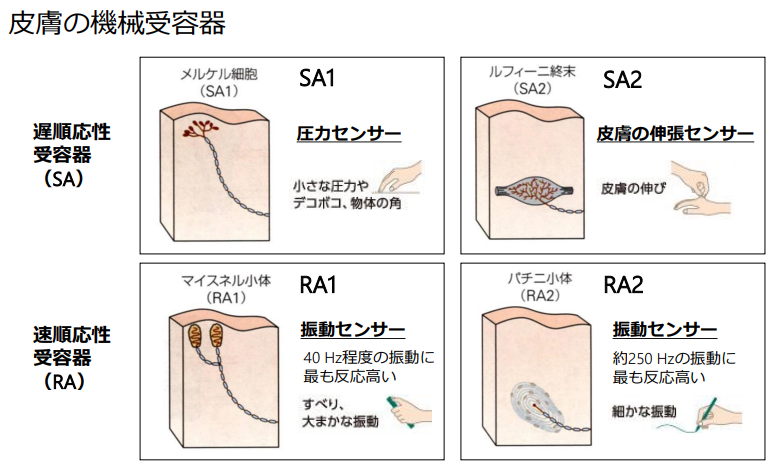 皮膚の機械受容器
遅順応性
受容器
（SA）
メルケル細胞
（SA1）
SA1
圧力センサー
小さな圧力や
デコボコ、物体の角
ルフィーニ終末
（SA2）
SA2
皮膚の伸張センサー
皮膚の伸び
速順応性
受容器
（RA）
マイスネル小体
（RA1）
RA1
振動センサー
40 Hz程度の振動に
最も反応高い
すべり、
大まかな振動
パチニ小体
（RA2）
RA2
振動センサー
約250 Hzの振動に
最も反応高い
細かな振動